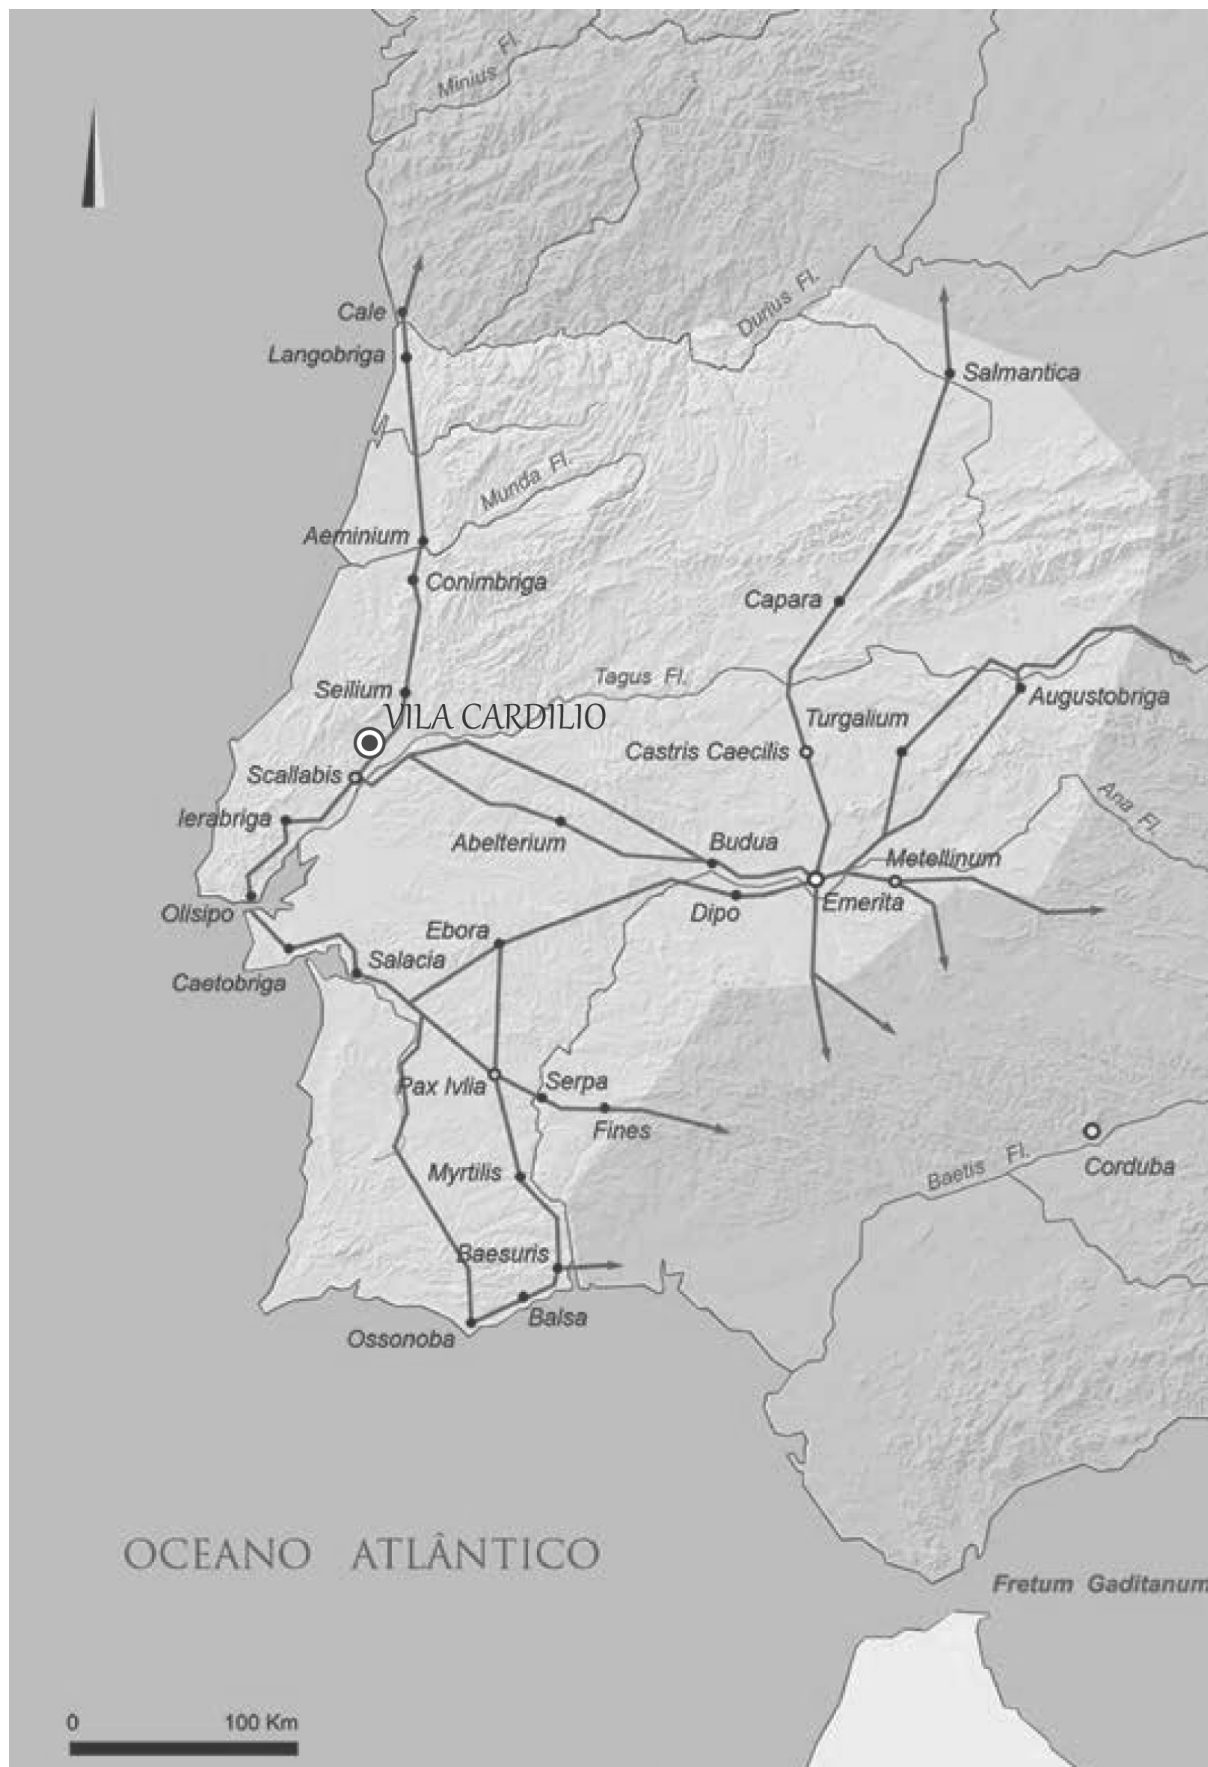 Minius Fl.
Cale
Durius Fl.
Langobriga
Salmantica
Munda Fl.
Aeminium
Conimbriga
Capara
Tagus Fl.
Seilium
Augustobriga
VILA CARDÍLIO
Turgalium
Castris Caecilis
Scallabis
Ana Fl.
Ierabriga
Abelterium
Budua
Metellinum
Emerita
Dipo
Olisipo
Ebora
Salacia
Caetobriga
Pax Ivlia
Serpa
Fines
Corduba
Baetis Fl.
Myrtilis
Baesuris
Balsa
Ossonoba
OCEANO ATLÂNTICO
Fretum Gaditanum
0 100 Km